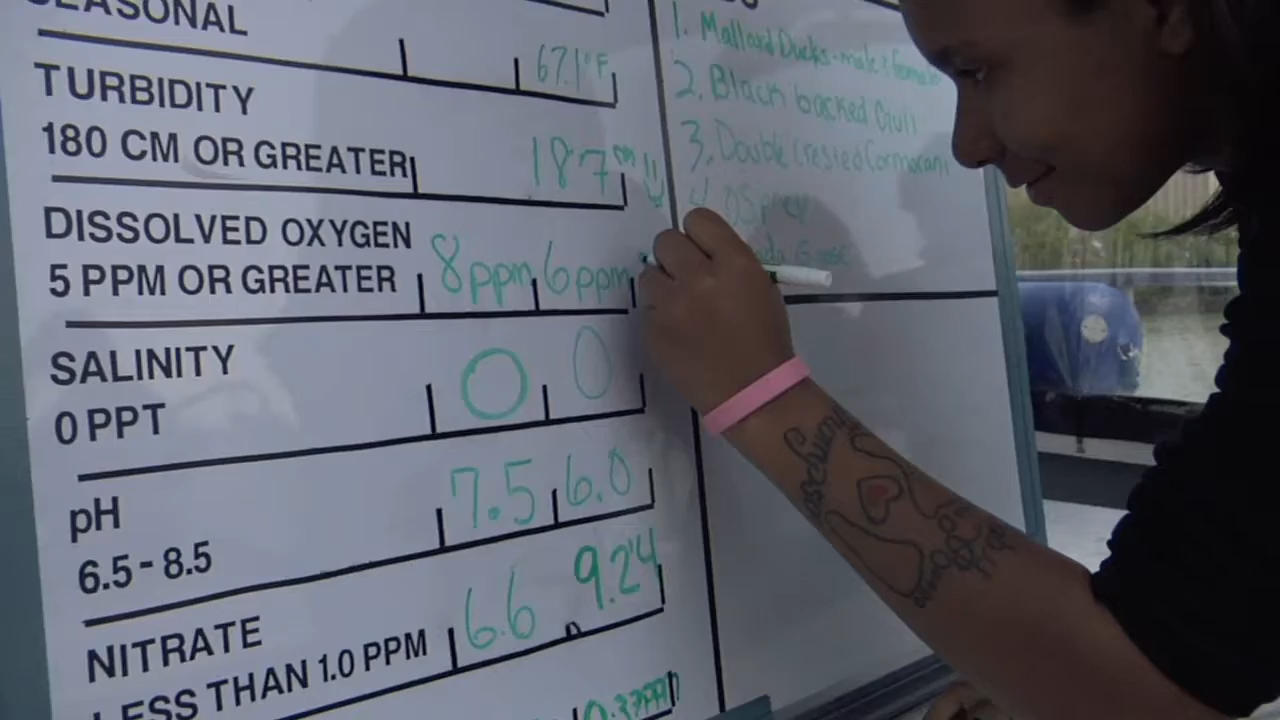 SEASONAL
67.1°F
TURBIDITY
180 CM OR GREATER 187 cm !!
DISSOLVED OXYGEN
5 PPM OR GREATER 8ppm 6ppm
SALINITY
0 PPT 0 0
pH 7.5 6.0
6.5 - 8.5
NITRATE 6.6 9.24
LESS THAN 1.0 PPM
1. Mallard Ducks - male & female
2. Black backed Gull
3. Double Crested Cormorant
4. OSprey